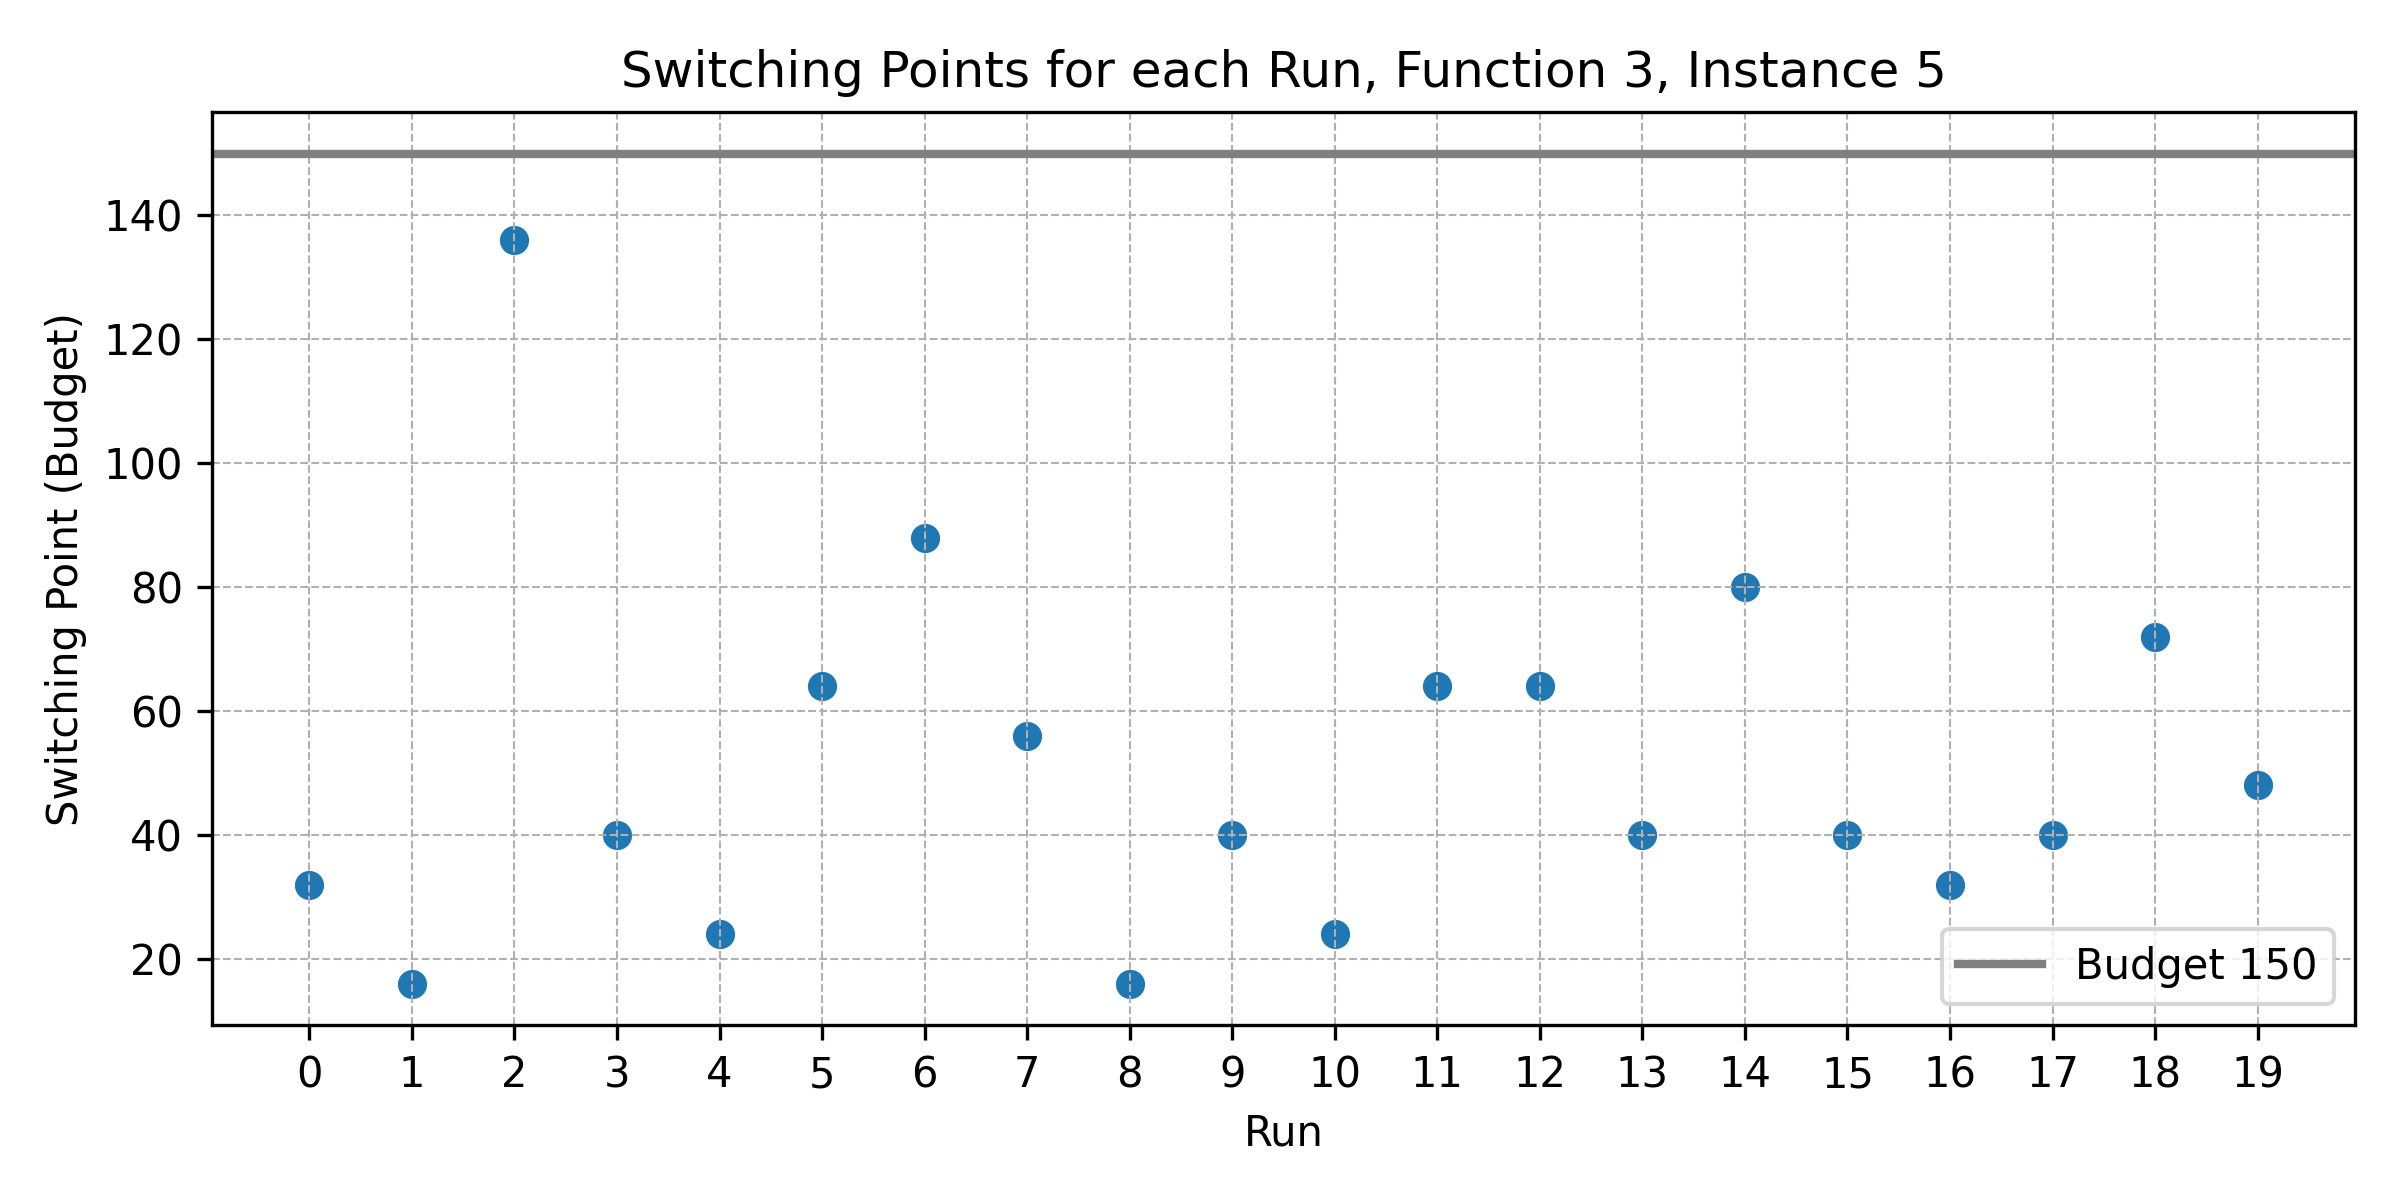 Switching Points for each Run, Function 3, Instance 5
Switching Point (Budget)
140
120
100
80
60
40
20
Budget 150
0 1 2 3 4 5 6 7 8 9 10 11 12 13 14 15 16 17 18 19
Run